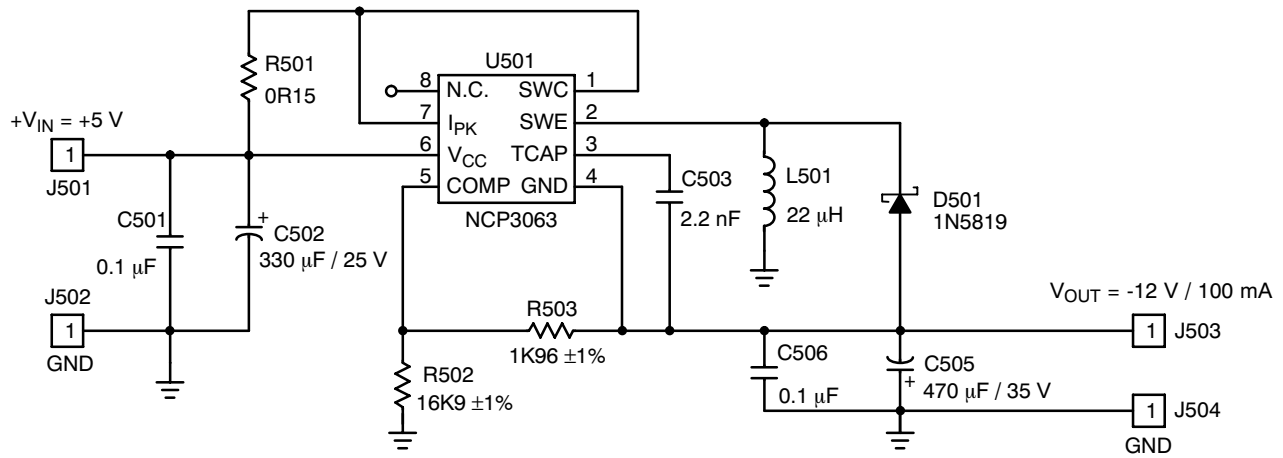 R501
0R15
U501
8
N.C.
SWC
1
7
IPK
SWE
2
6
VCC
TCAP
3
5
COMP
GND
4
NCP3063
+VIN = +5 V
1
J501
C501
0.1 μF
+
C502
330 μF / 25 V
J502
1
GND
C503
2.2 nF
L501
22 μH
D501
1N5819
VOUT = -12 V / 100 mA
1
J503
R503
1K96 ±1%
R502
16K9 ±1%
C506
0.1 μF
C505
+
470 μF / 35 V
1
J504
GND